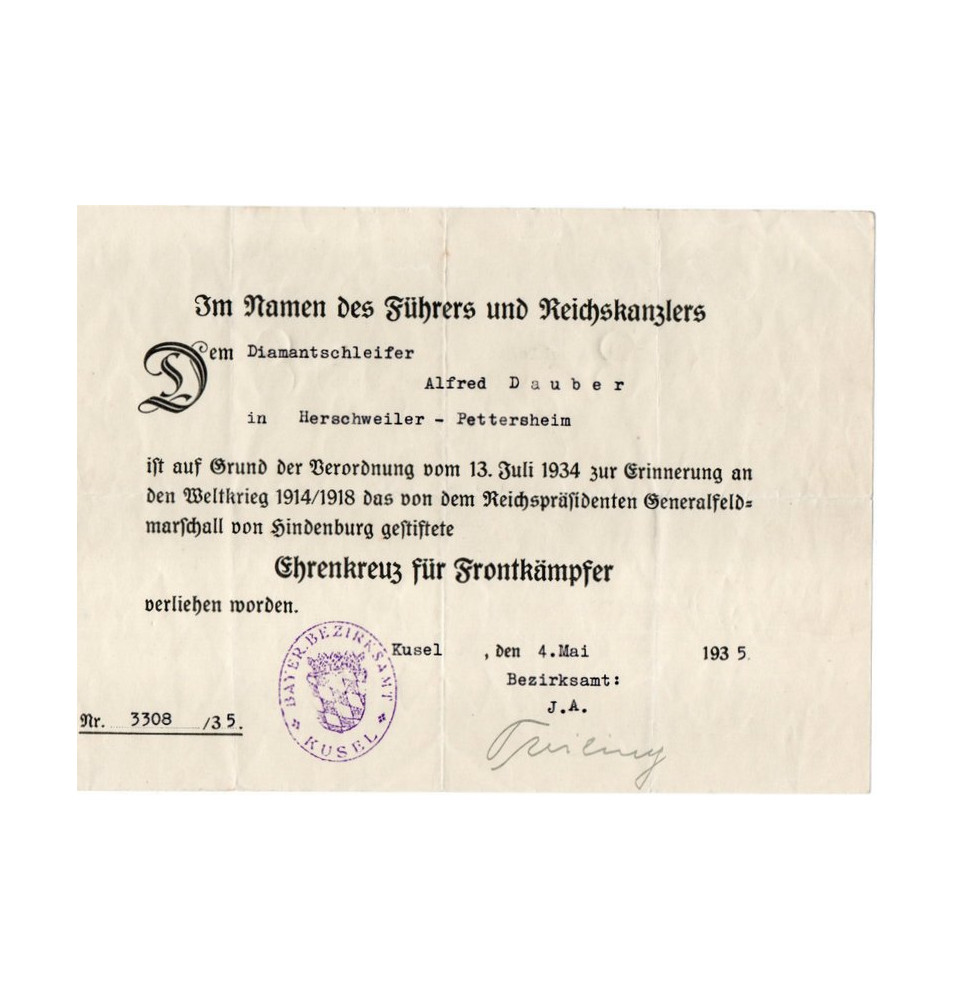 Im Namen des Führers und Reichskanzlers
Dem Diamantschleifer
Alfred Dauber
in Herschweiler - Pettersheim
ist auf Grund der Verordnung vom 13. Juli 1934 zur Erinnerung an
den Weltkrieg 1914/1918 das von dem Reichspräsidenten Generalfeld=
marschall von Hindenburg gestiftete
Ehrenkreuz für Frontkämpfer
verliehen worden.
Kusel, den 4.Mai 1935.
Bezirksamt:
J.A.
Nr. 3308 /35.
BAYER. BEZIRKSAMT
KUSEL